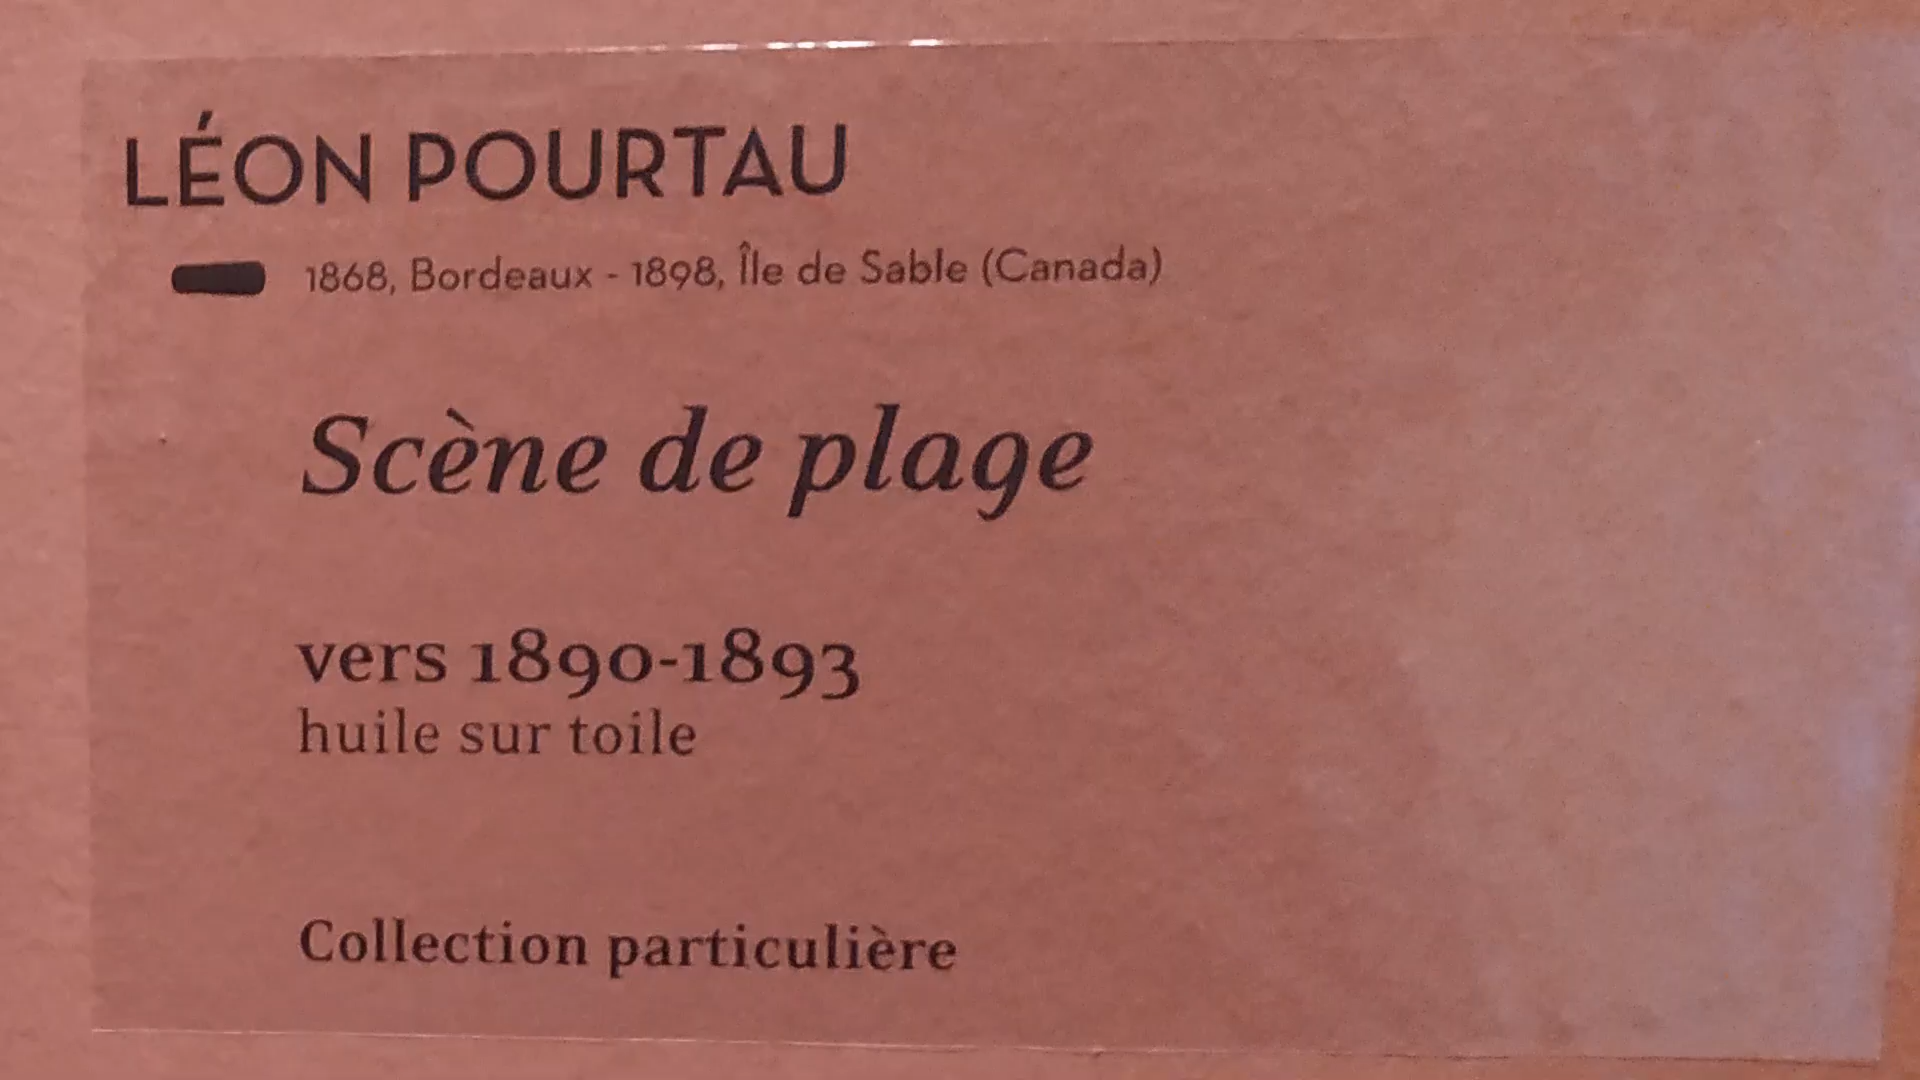 LÉON POURTAU
1868, Bordeaux - 1898, Île de Sable (Canada)
Scène de plage
vers 1890-1893
huile sur toile
Collection particulière